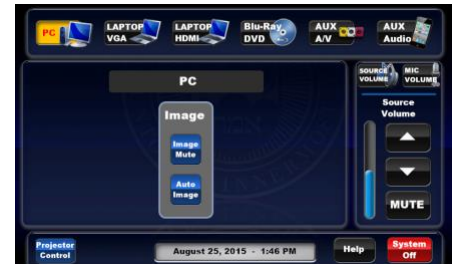 PC
LAPTOP
VGA
LAPTOP
HDMI
Blu-Ray
DVD
AUX
A/V
AUX
Audio
PC
Image
Image
Mute
Auto
Image
SOURCE
VOLUME
MIC
VOLUME
Source
Volume
MUTE
Projector
Control
August 25, 2015 - 1:46 PM
Help
System
Off